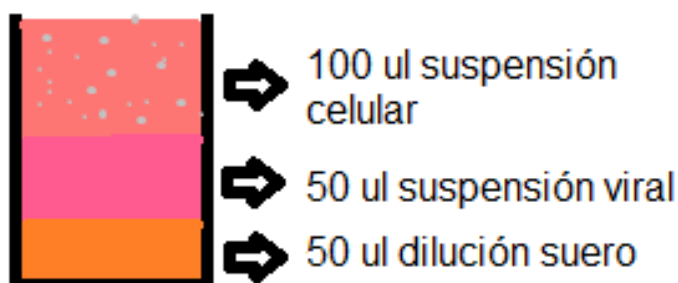 100 ul suspensión
celular
50 ul suspensión viral
50 ul dilución suero